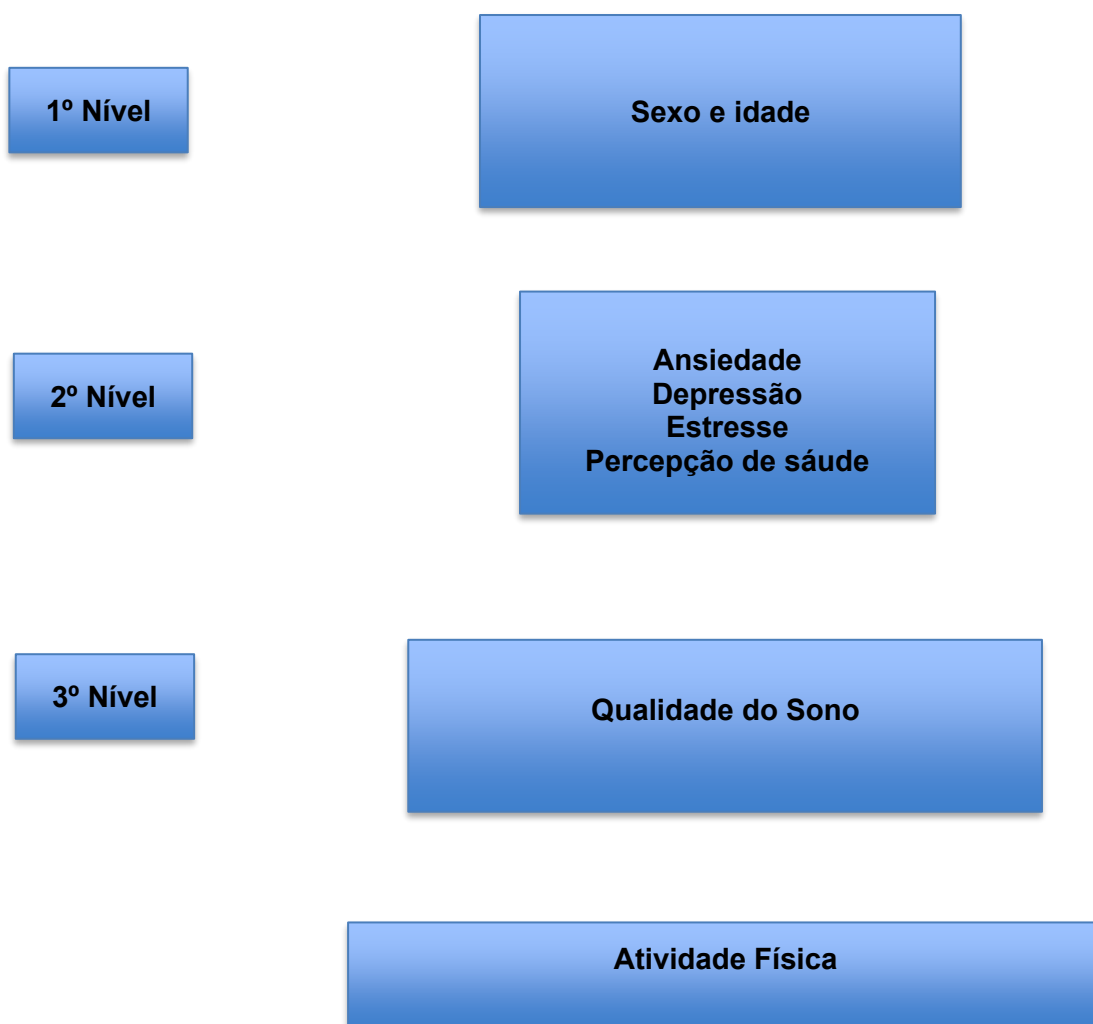 1º Nível
Sexo e idade
2º Nível
Ansiedade
Depressão
Estresse
Percepção de sáude
3º Nível
Qualidade do Sono
Atividade Física